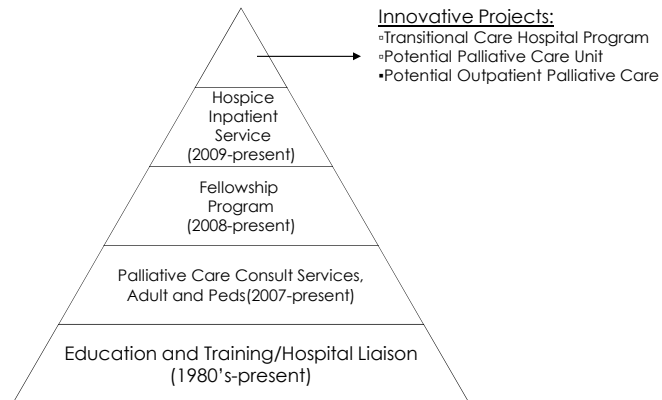 Innovative Projects:
▫Transitional Care Hospital Program
▫Potential Palliative Care Unit
▪Potential Outpatient Palliative Care
Hospice
Inpatient
Service
(2009-present)
Fellowship
Program
(2008-present)
Palliative Care Consult Services,
Adult and Peds(2007-present)
Education and Training/Hospital Liaison
(1980's-present)